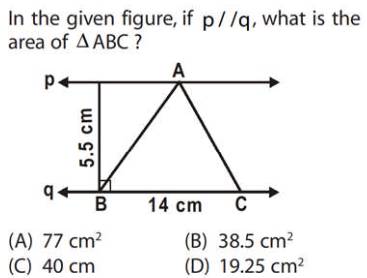 In the given figure, if p//q, what is the
area of ΔABC ?
A
p
5.5 cm
q
B 14 cm C
(A) 77 cm² (B) 38.5 cm²
(C) 40 cm (D) 19.25 cm²